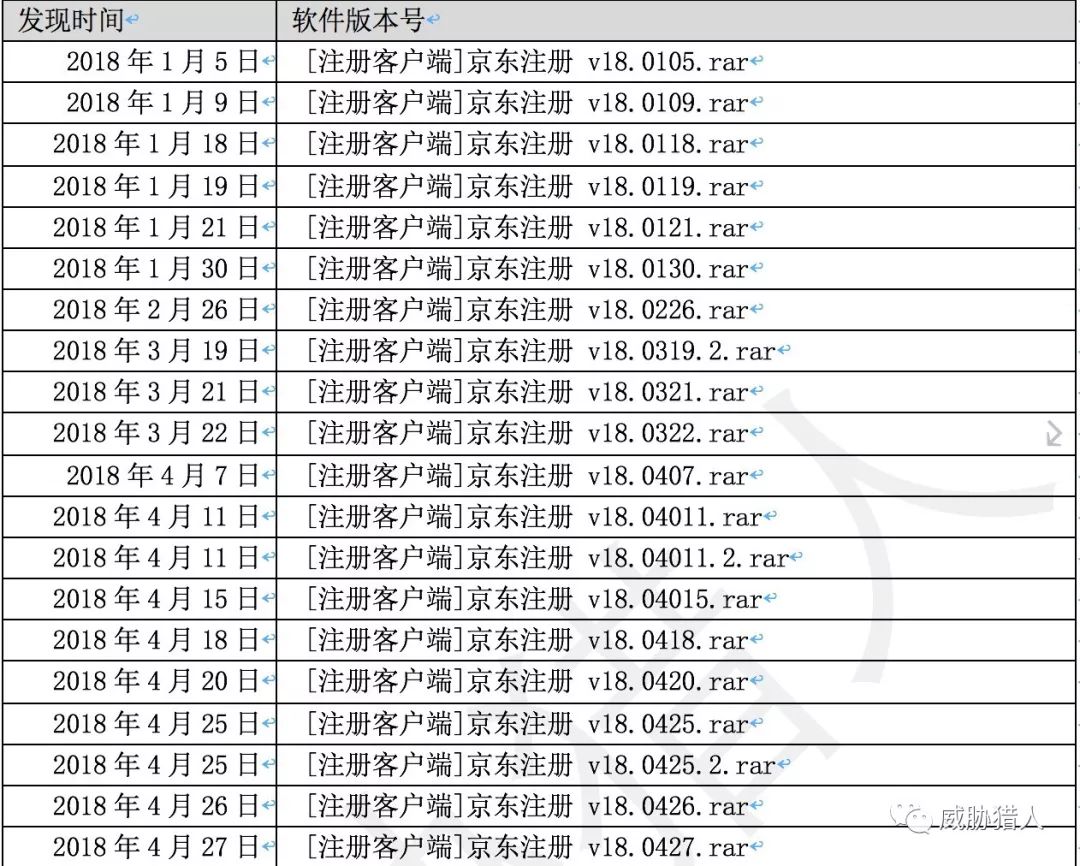 发现时间 软件版本号
2018 年 1 月 5 日 [注册客户端]京东注册 v18.0105.rar
2018 年 1 月 9 日 [注册客户端]京东注册 v18.0109.rar
2018 年 1 月 18 日 [注册客户端]京东注册 v18.0118.rar
2018 年 1 月 19 日 [注册客户端]京东注册 v18.0119.rar
2018 年 1 月 21 日 [注册客户端]京东注册 v18.0121.rar
2018 年 1 月 30 日 [注册客户端]京东注册 v18.0130.rar
2018 年 2 月 26 日 [注册客户端]京东注册 v18.0226.rar
2018 年 3 月 19 日 [注册客户端]京东注册 v18.0319.2.rar
2018 年 3 月 21 日 [注册客户端]京东注册 v18.0321.rar
2018 年 3 月 22 日 [注册客户端]京东注册 v18.0322.rar
2018 年 4 月 7 日 [注册客户端]京东注册 v18.0407.rar
2018 年 4 月 11 日 [注册客户端]京东注册 v18.04011.rar
2018 年 4 月 11 日 [注册客户端]京东注册 v18.04011.2.rar
2018 年 4 月 15 日 [注册客户端]京东注册 v18.04015.rar
2018 年 4 月 18 日 [注册客户端]京东注册 v18.0418.rar
2018 年 4 月 20 日 [注册客户端]京东注册 v18.0420.rar
2018 年 4 月 25 日 [注册客户端]京东注册 v18.0425.rar
2018 年 4 月 25 日 [注册客户端]京东注册 v18.0425.2.rar
2018 年 4 月 26 日 [注册客户端]京东注册 v18.0426.rar
威胁猎人
2018 年 4 月 27 日 [注册客户端]京东注册 v18.0427.rar
猎人